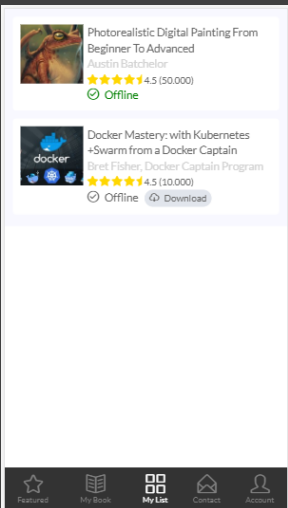 Photorealistic Digital Painting From
Beginner To Advanced
Austin Batchelor
4.5 (50.000)
Offline
docker
Docker Mastery: with Kubernetes
+Swarm from a Docker Captain
Bret Fisher, Docker Captain Program
4.5 (10.000)
Offline Download
Featured My Book My List Contact Account